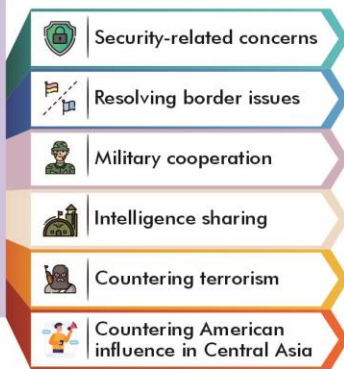 Security-related concerns
Resolving border issues
Military cooperation
Intelligence sharing
Countering terrorism
Countering American
influence in Central Asia